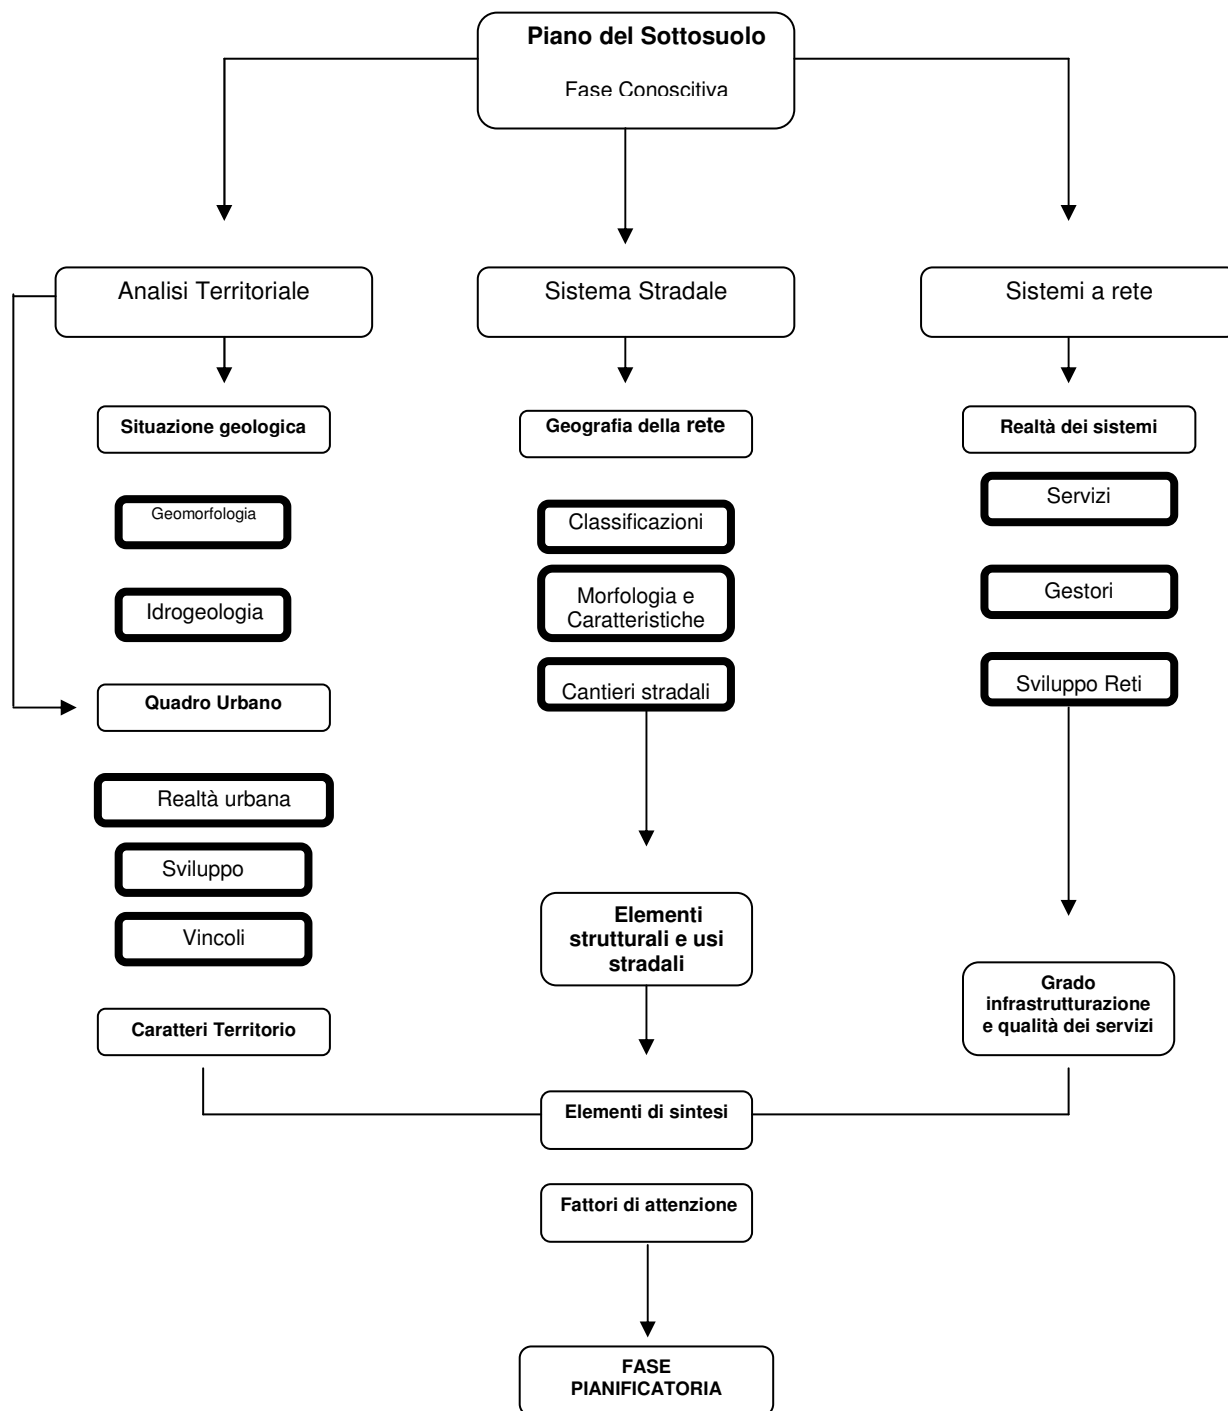 Piano del Sottosuolo
Fase Conoscitiva
Analisi Territoriale
Sistema Stradale
Sistemi a rete
Situazione geologica
Geografia della rete
Realtà dei sistemi
Geomorfologia
Classificazioni
Servizi
Idrogeologia
Morfologia e
Caratteristiche
Gestori
Quadro Urbano
Cantieri stradali
Sviluppo Reti
Realtà urbana
Sviluppo
Vincoli
Elementi
strutturali e usi
stradali
Caratteri Territorio
Grado
infrastrutturazione
e qualità dei servizi
Elementi di sintesi
Fattori di attenzione
FASE
PIANIFICATORIA